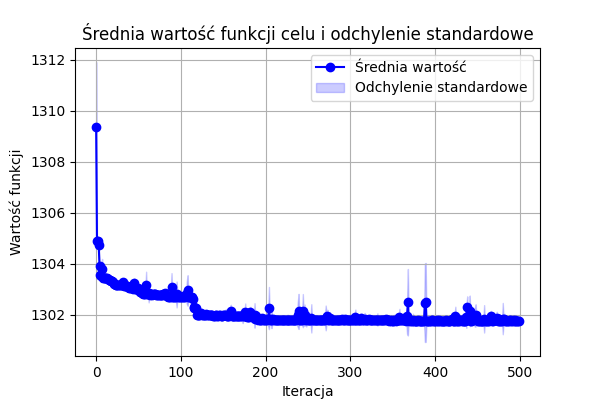 Średnia wartość funkcji celu i odchylenie standardowe
Średnia wartość
Odchylenie standardowe
Wartość funkcji
1312
1310
1308
1306
1304
1302
0 100 200 300 400 500
Iteracja